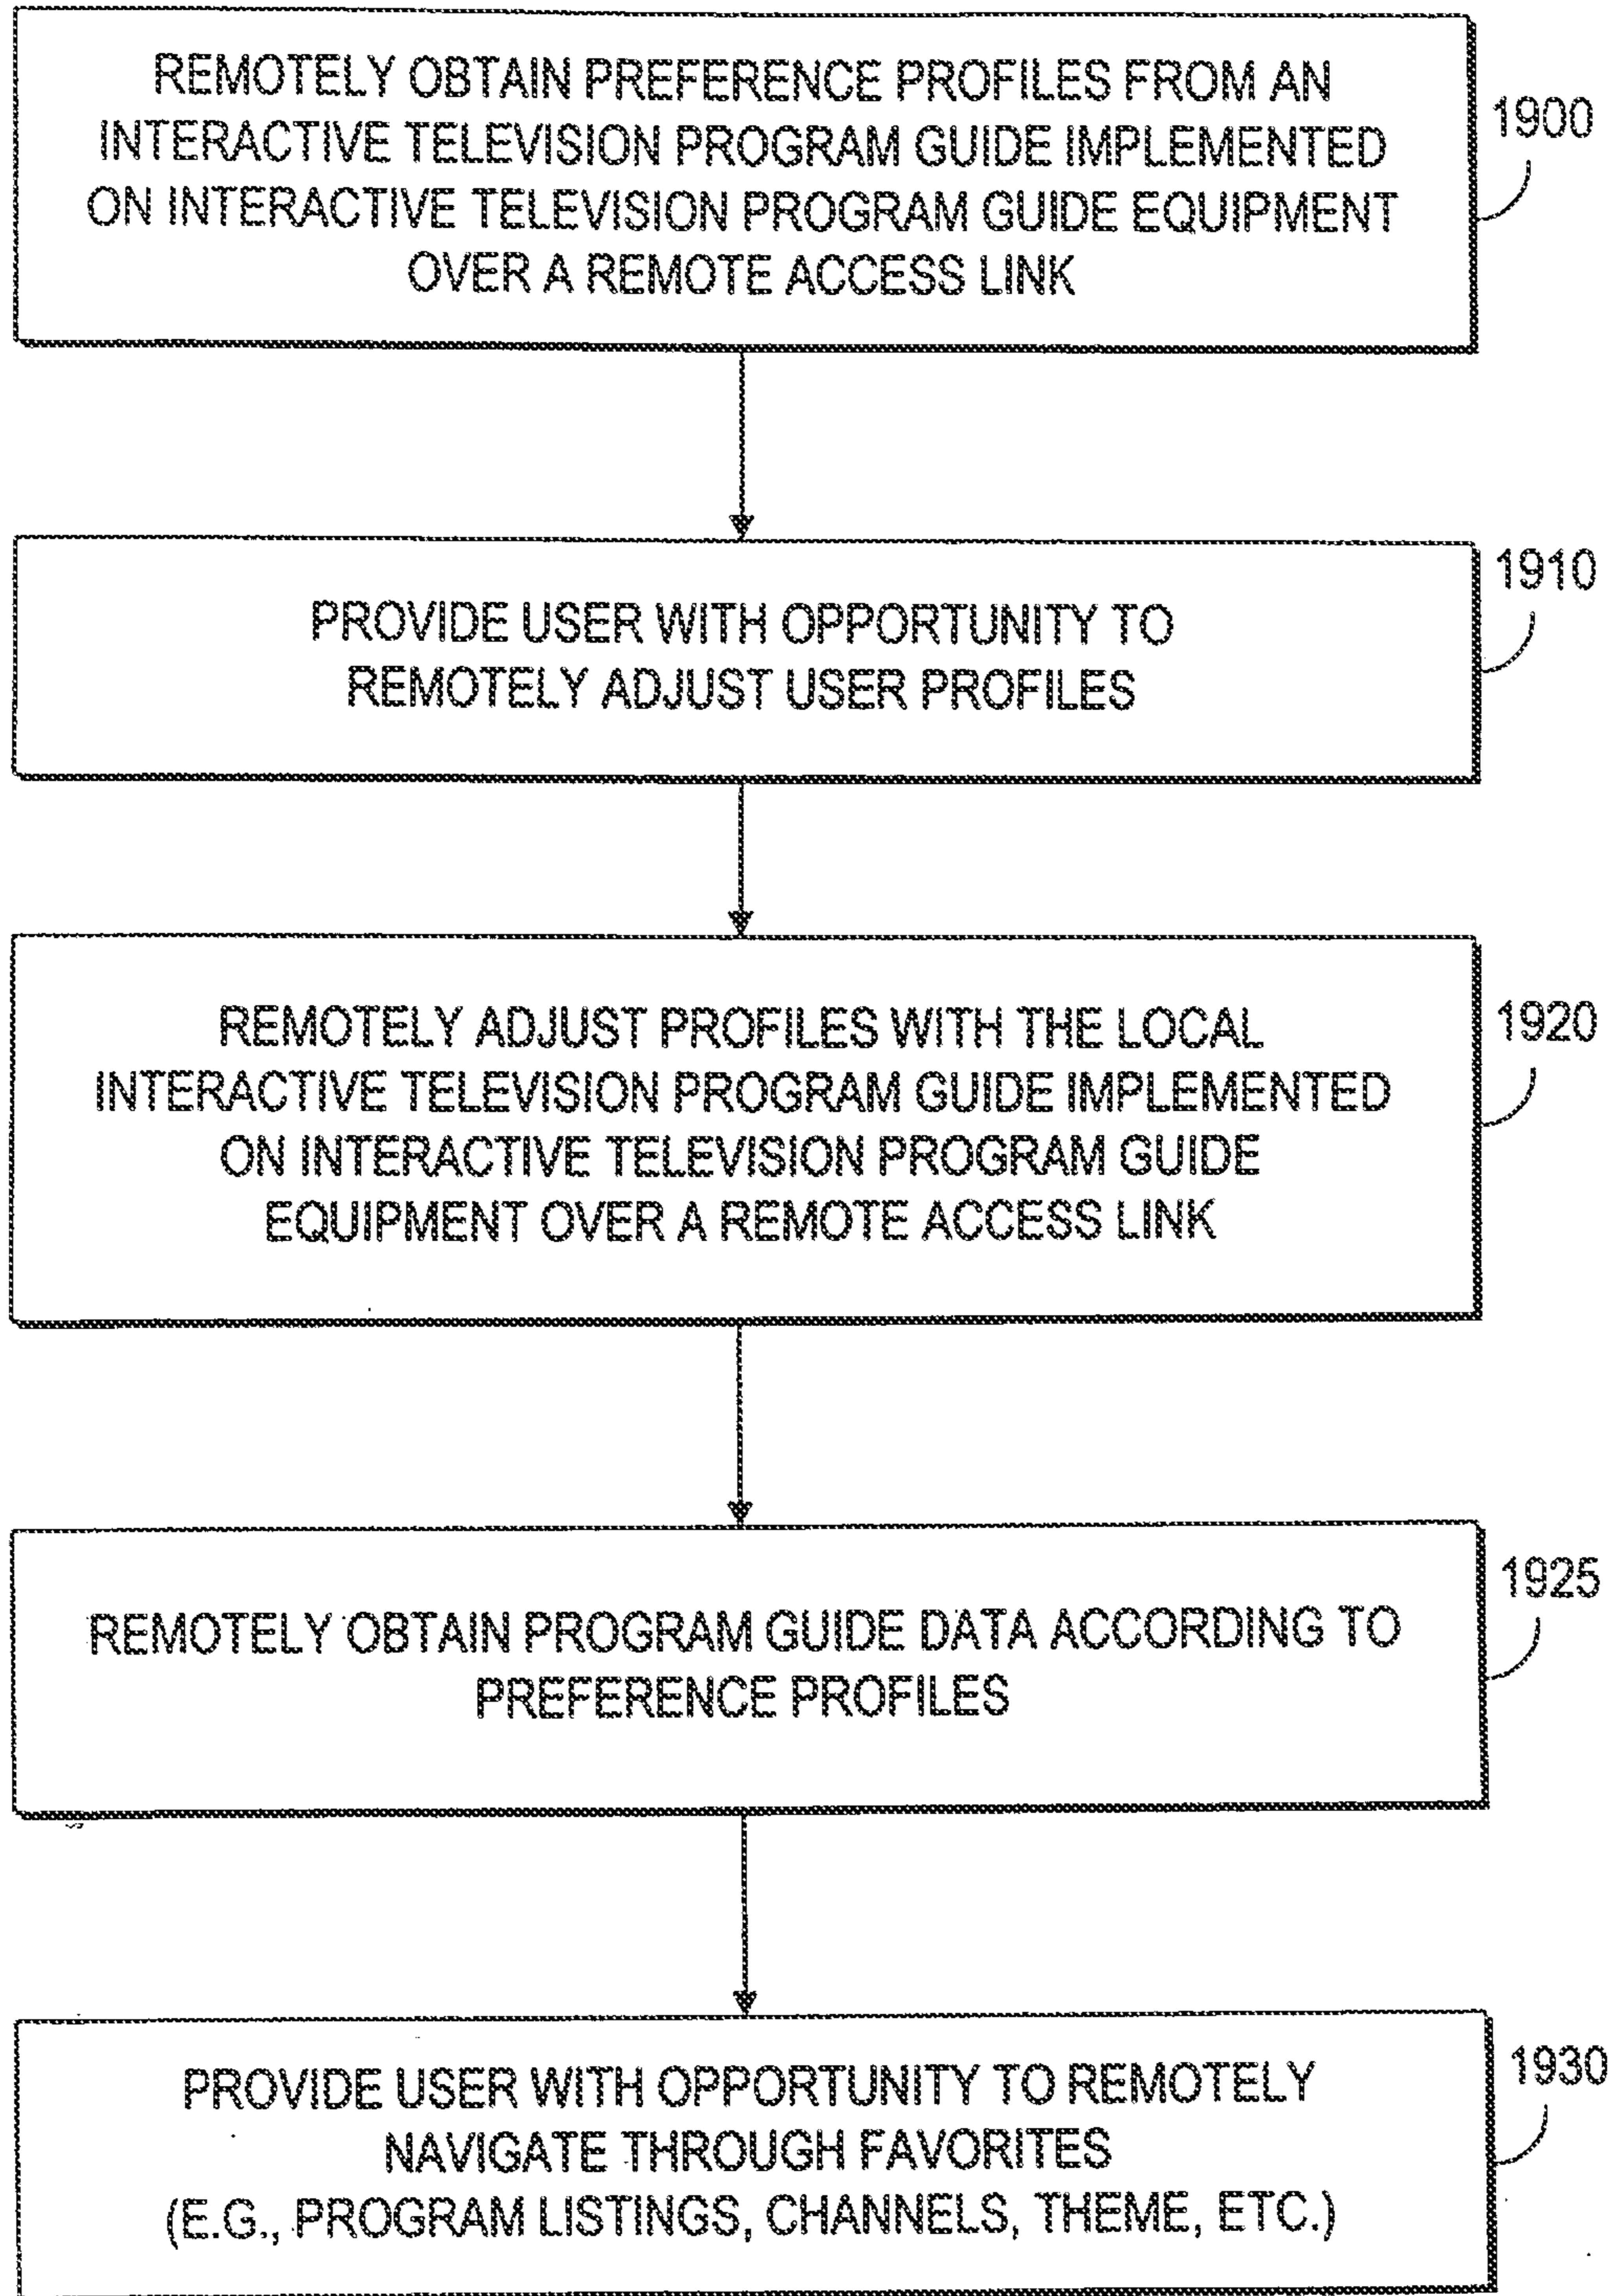 REMOTELY OBTAIN PREFERENCE PROFILES FROM AN
INTERACTIVE TELEVISION PROGRAM GUIDE IMPLEMENTED
ON INTERACTIVE TELEVISION PROGRAM GUIDE EQUIPMENT
OVER A REMOTE ACCESS LINK
1900
PROVIDE USER WITH OPPORTUNITY TO
REMOTELY ADJUST USER PROFILES
1910
REMOTELY ADJUST PROFILES WITH THE LOCAL
INTERACTIVE TELEVISION PROGRAM GUIDE IMPLEMENTED
ON INTERACTIVE TELEVISION PROGRAM GUIDE
EQUIPMENT OVER A REMOTE ACCESS LINK
1920
REMOTELY OBTAIN PROGRAM GUIDE DATA ACCORDING TO
PREFERENCE PROFILES
1925
PROVIDE USER WITH OPPORTUNITY TO REMOTELY
NAVIGATE THROUGH FAVORITES
(E.G., PROGRAM LISTINGS, CHANNELS, THEME, ETC.)
1930